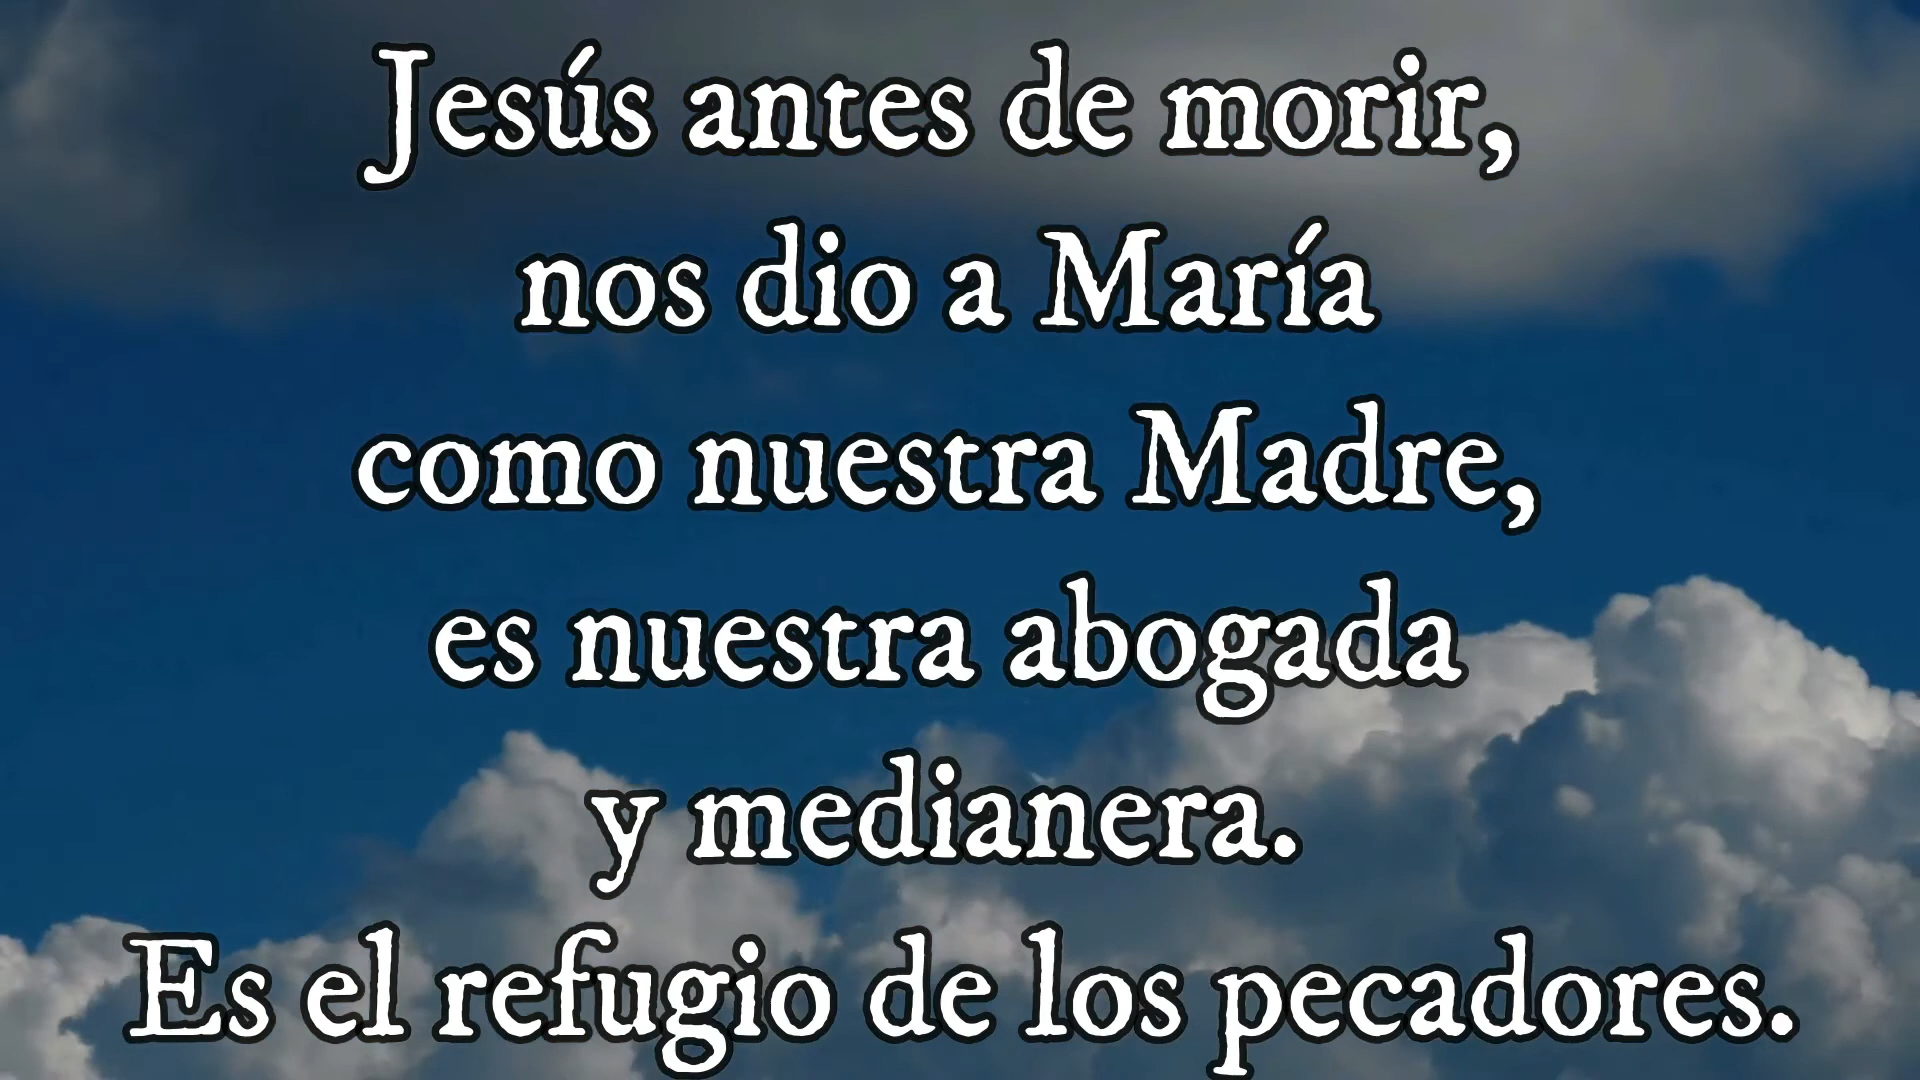 Jesús antes de morir,
nos dio a María
como nuestra Madre,
es nuestra abogada
y medianera.
Es el refugio de los pecadores.